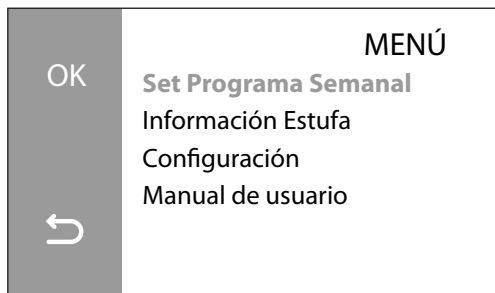 MENÚ
OK
Set Programa Semanal
Información Estufa
Configuración
Manual de usuario